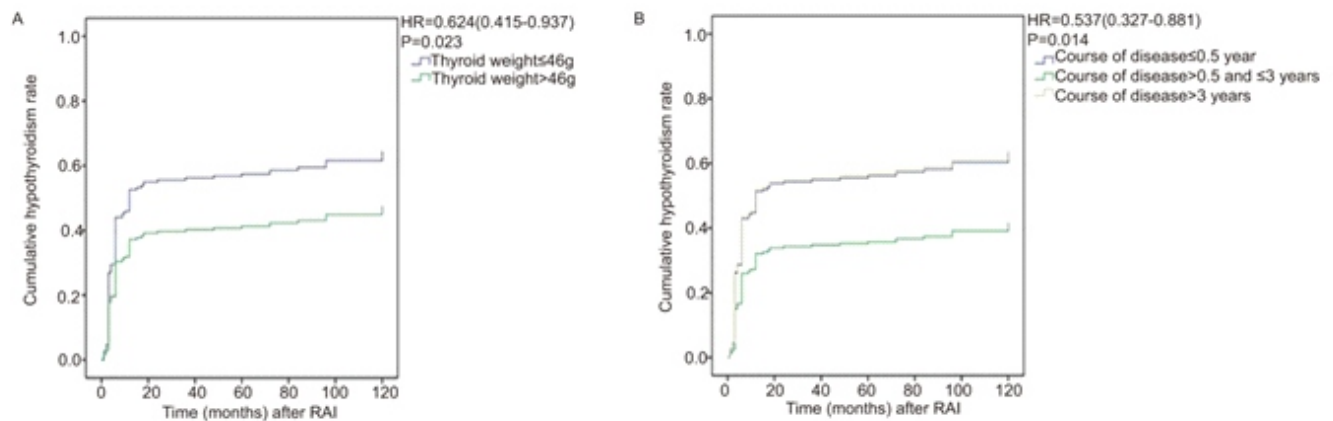 A
HR=0.624(0.415-0.937)
P=0.023
Thyroid weight≤46g
Thyroid weight>46g
1.0
0.8
0.6
0.4
0.2
0.0
Cumulative hypothyroidism rate
0 20 40 60 80 100 120
Time (months) after RAI
B
HR=0.537(0.327-0.881)
P=0.014
Course of disease≤0.5 year
Course of disease>0.5 and ≤3 years
Course of disease>3 years
1.0
0.8
0.6
0.4
0.2
0.0
Cumulative hypothyroidism rate
0 20 40 60 80 100 120
Time (months) after RAI